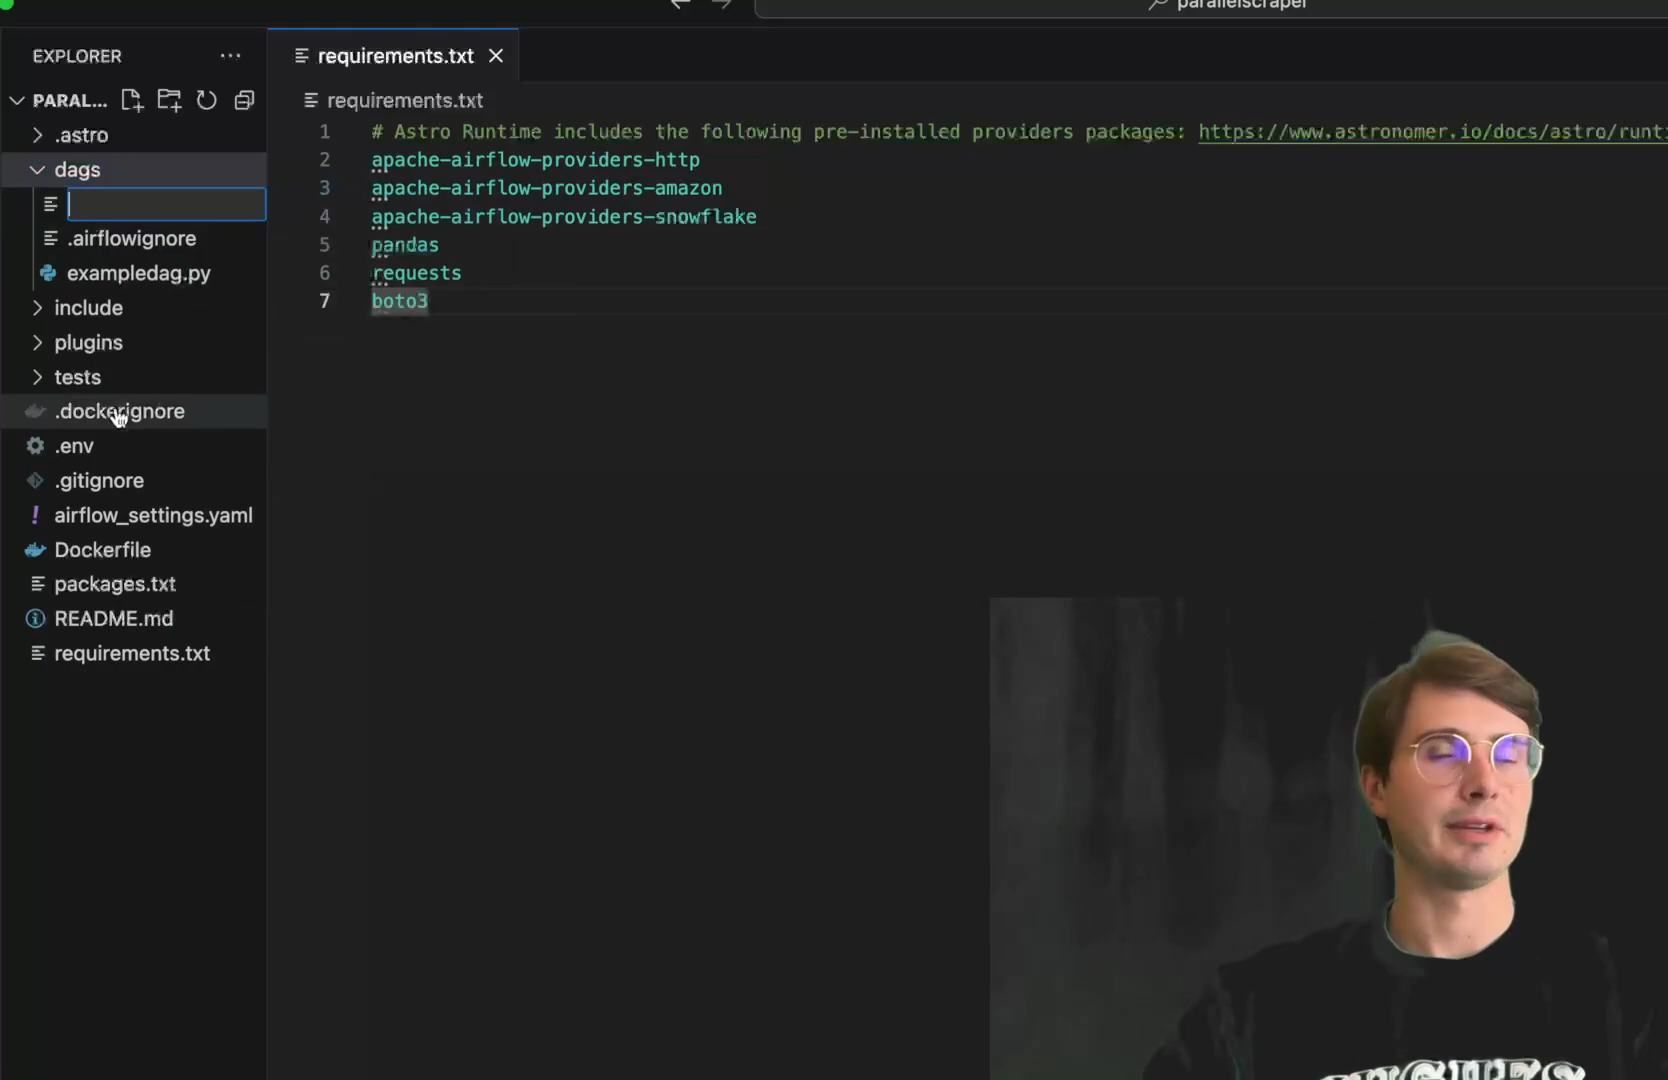 parallelscraper
EXPLORER
requirements.txt
PARAL...
requirements.txt
.astro
dags
.airflowignore
exampledag.py
include
plugins
tests
.dockerignore
.env
.gitignore
airflow_settings.yaml
Dockerfile
packages.txt
README.md
requirements.txt
1 # Astro Runtime includes the following pre-installed providers packages: https://www.astronomer.io/docs/astro/runti
2 apache-airflow-providers-http
3 apache-airflow-providers-amazon
4 apache-airflow-providers-snowflake
5 pandas
6 requests
7 boto3